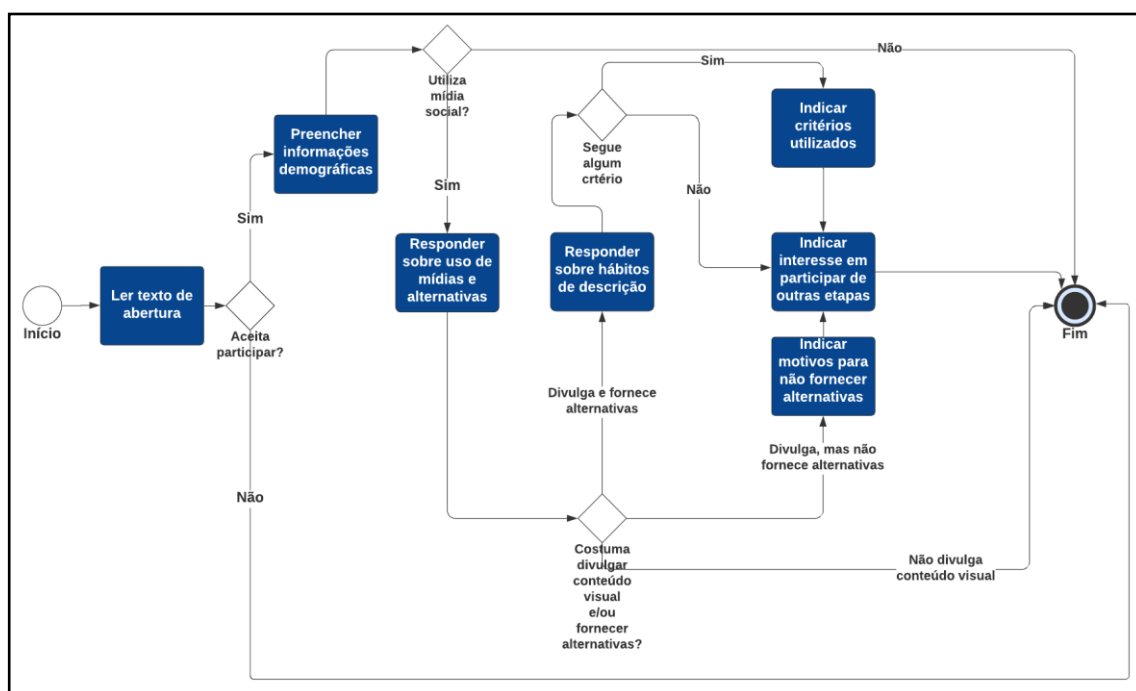 Início
Ler texto de
abertura
Aceita
participar?
Sim
Não
Preencher
informações
demográficas
Utiliza
mídia
social?
Não
Sim
Responder
sobre uso de
mídias e
alternativas
Costuma
divulgar
conteúdo
visual
e/ou
fornecer
alternativas?
Divulga e fornece
alternativas
Responder
sobre hábitos
de descrição
Segue
algum
crtério
Sim
Não
Indicar
critérios
utilizados
Indicar
interesse em
participar de
outras etapas
Indicar
motivos para
não fornecer
alternativas
Divulga, mas não
fornece alternativas
Não divulga
conteúdo visual
Fim